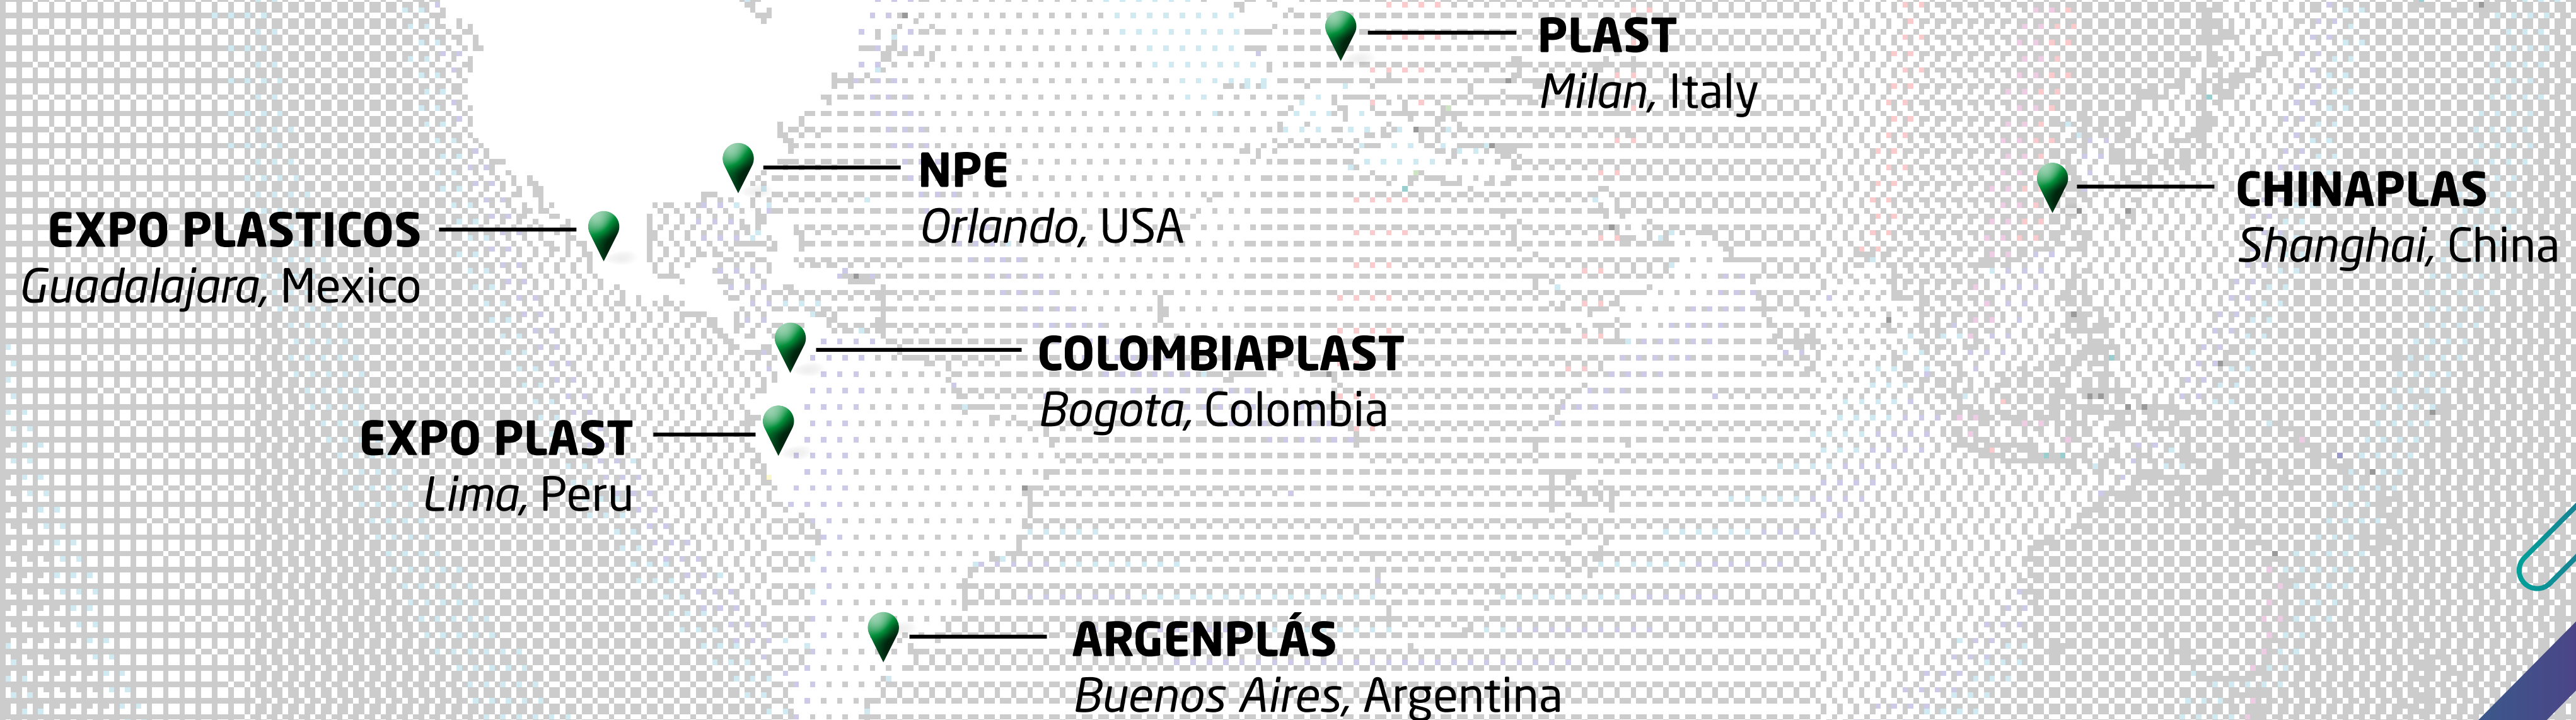 PLAST
Milan, Italy
NPE
Orlando, USA
CHINAPLAS
Shanghai, China
EXPO PLASTICOS
Guadalajara, Mexico
COLOMBIAPLAST
Bogota, Colombia
EXPO PLAST
Lima, Peru
ARGENPLÁS
Buenos Aires, Argentina